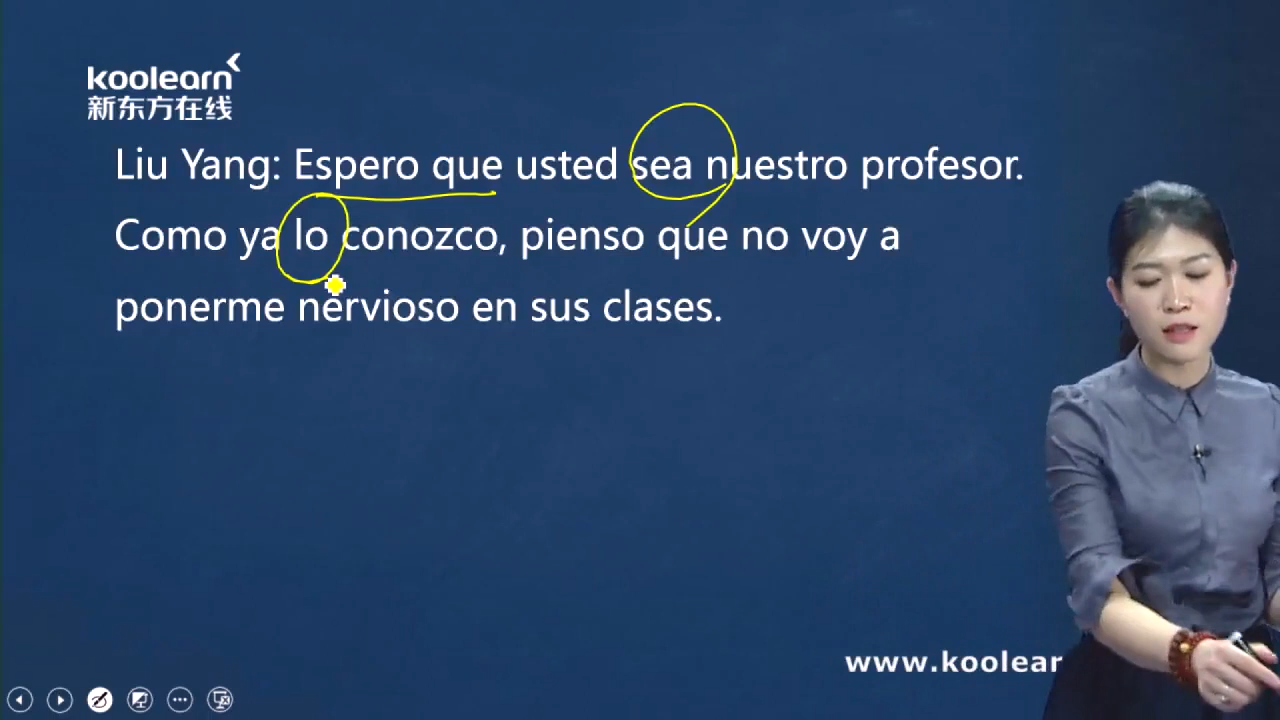 koolearn
新东方在线
Liu Yang: Espero que usted sea nuestro profesor.
Como ya lo conozco, pienso que no voy a
ponerme nervioso en sus clases.
www.koolear